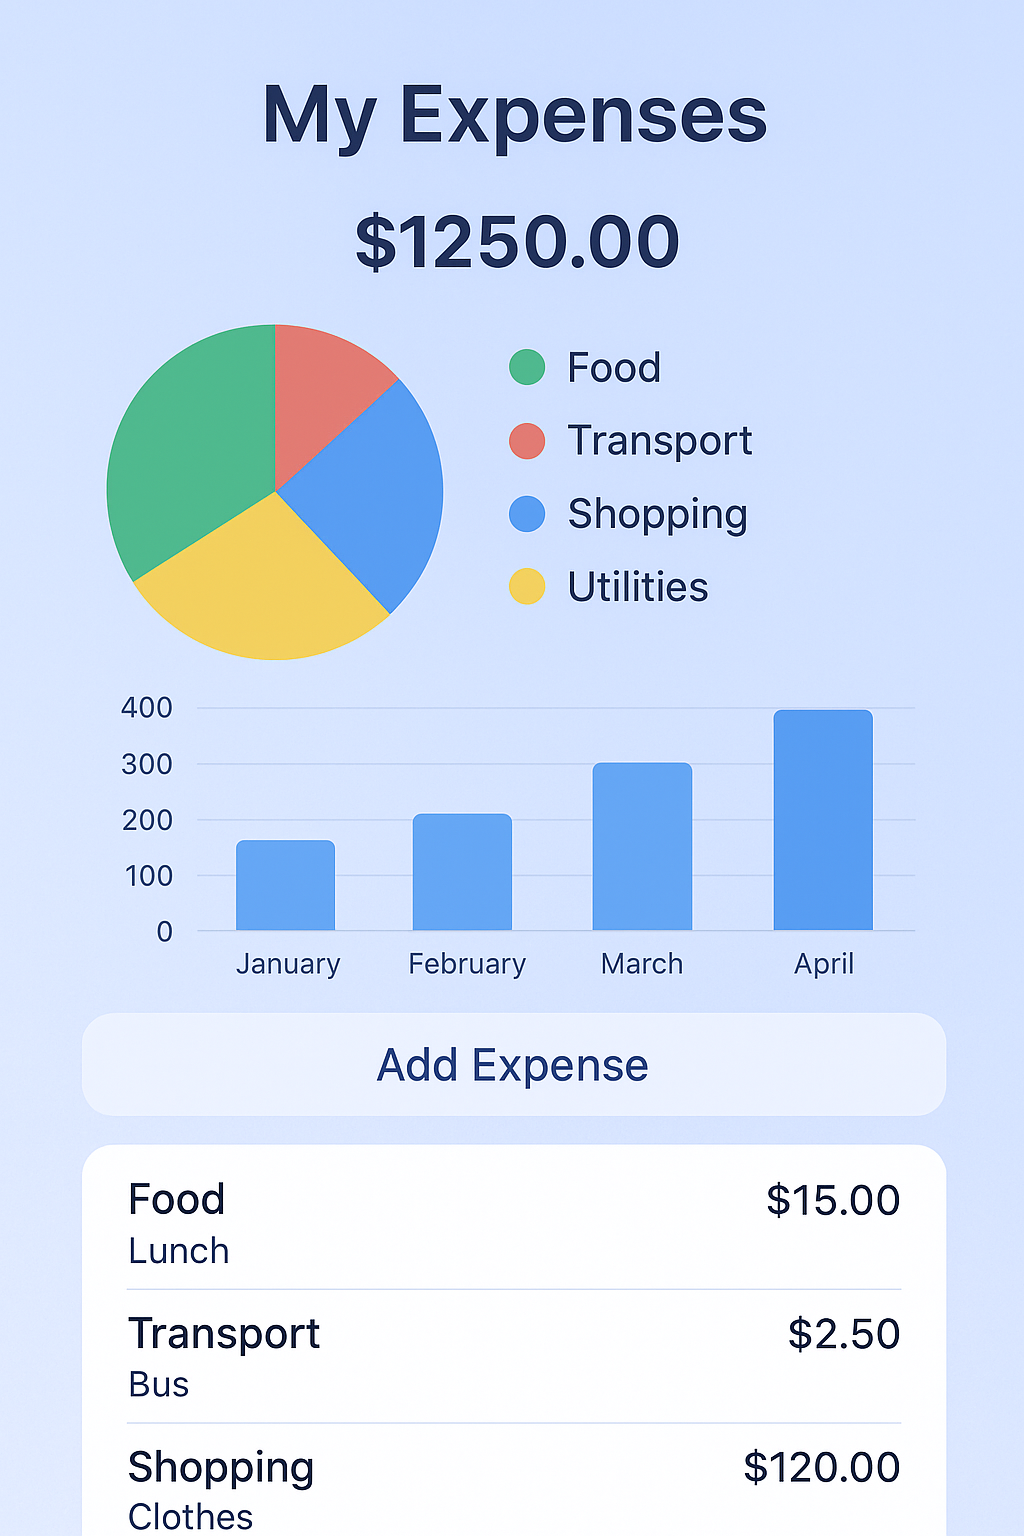 My Expenses
$1250.00
Food
Transport
Shopping
Utilities
400
300
200
100
0
January February March April
Add Expense
Food $15.00
Lunch
Transport $2.50
Bus
Shopping $120.00
Clothes